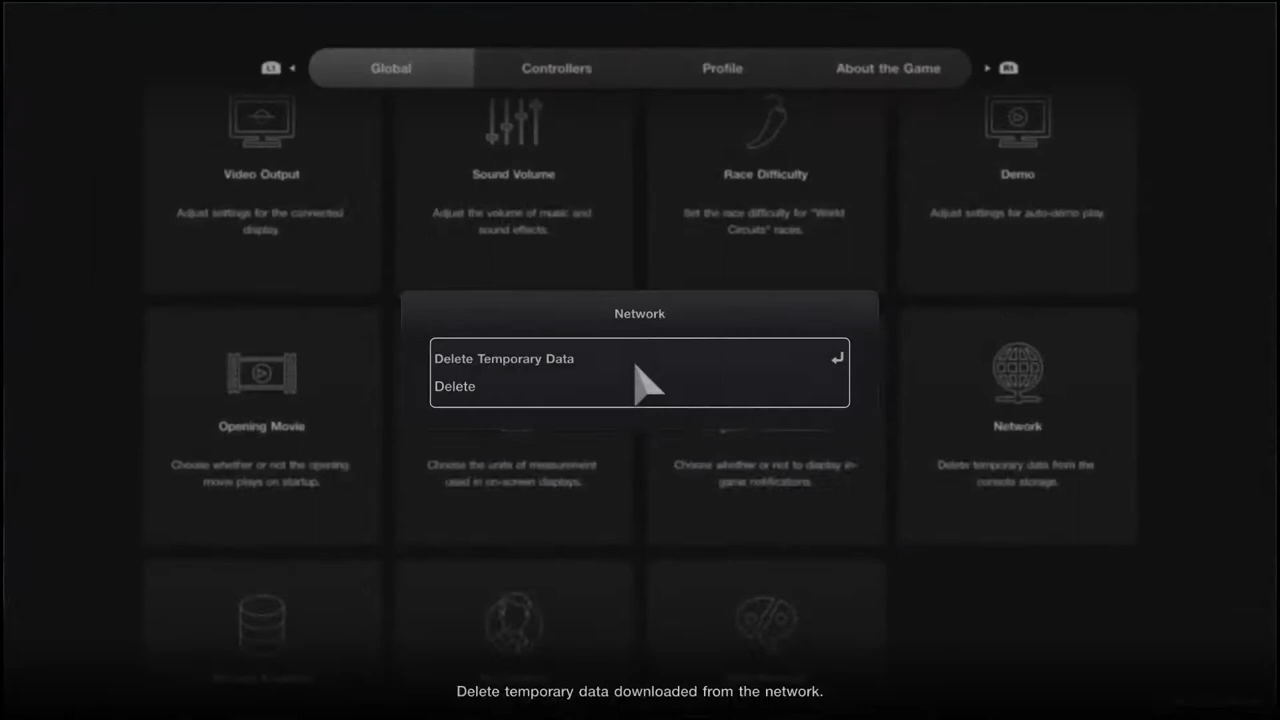 L1
Global
Controllers
Profile
About the Game
R1
Video Output
Sound Volume
Race Difficulty
Demo
Adjust settings for the connected
display.
Adjust the volume of music and
sound effects.
Set the race difficulty for "World
Circuits" races.
Adjust settings for auto-demo play.
Network
Delete Temporary Data
Delete
Opening Movie
Network
Choose whether or not the opening
movie plays on startup.
Choose the units of measurement
used in on-screen displays.
Choose whether or not to display in-
game notifications.
Delete temporary data from the
console storage.
Delete temporary data downloaded from the network.